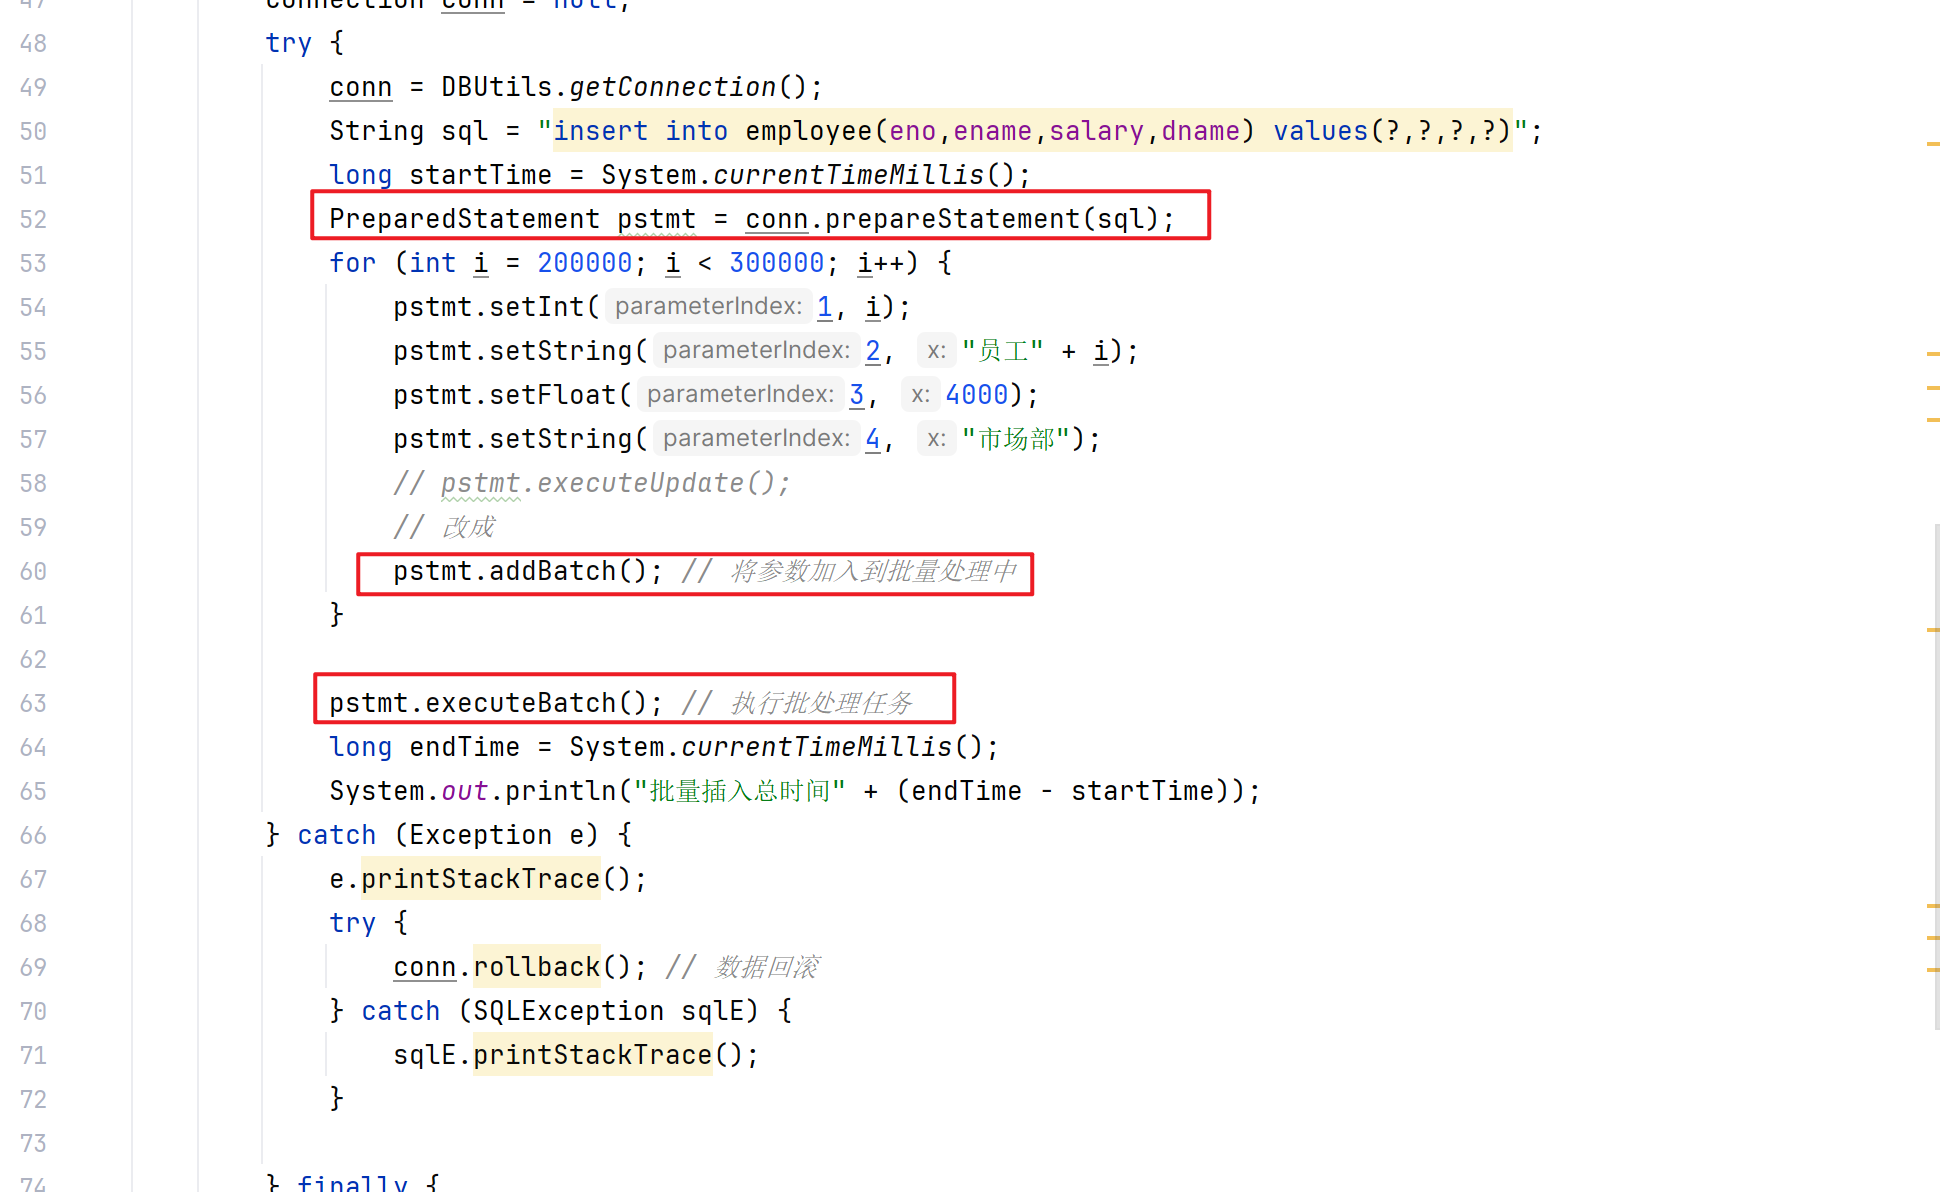 47 Connection conn = null;
48 try {
49 conn = DBUtils.getConnection();
50 String sql = "insert into employee(eno,ename,salary,dname) values(?,?,?,?)";
51 long startTime = System.currentTimeMillis();
52 PreparedStatement pstmt = conn.prepareStatement(sql);
53 for (int i = 200000; i < 300000; i++) {
54 pstmt.setInt( parameterIndex: 1, i);
55 pstmt.setString( parameterIndex: 2, x: "员工" + i);
56 pstmt.setFloat( parameterIndex: 3, x: 4000);
57 pstmt.setString( parameterIndex: 4, x: "市场部");
58 // pstmt.executeUpdate();
59 // 改成
60 pstmt.addBatch(); // 将参数加入到批量处理中
61 }
62
63 pstmt.executeBatch(); // 执行批处理任务
64 long endTime = System.currentTimeMillis();
65 System.out.println("批量插入总时间" + (endTime - startTime));
66 } catch (Exception e) {
67 e.printStackTrace();
68 try {
69 conn.rollback(); // 数据回滚
70 } catch (SQLException sqlE) {
71 sqlE.printStackTrace();
72 }
73
74 } finally {